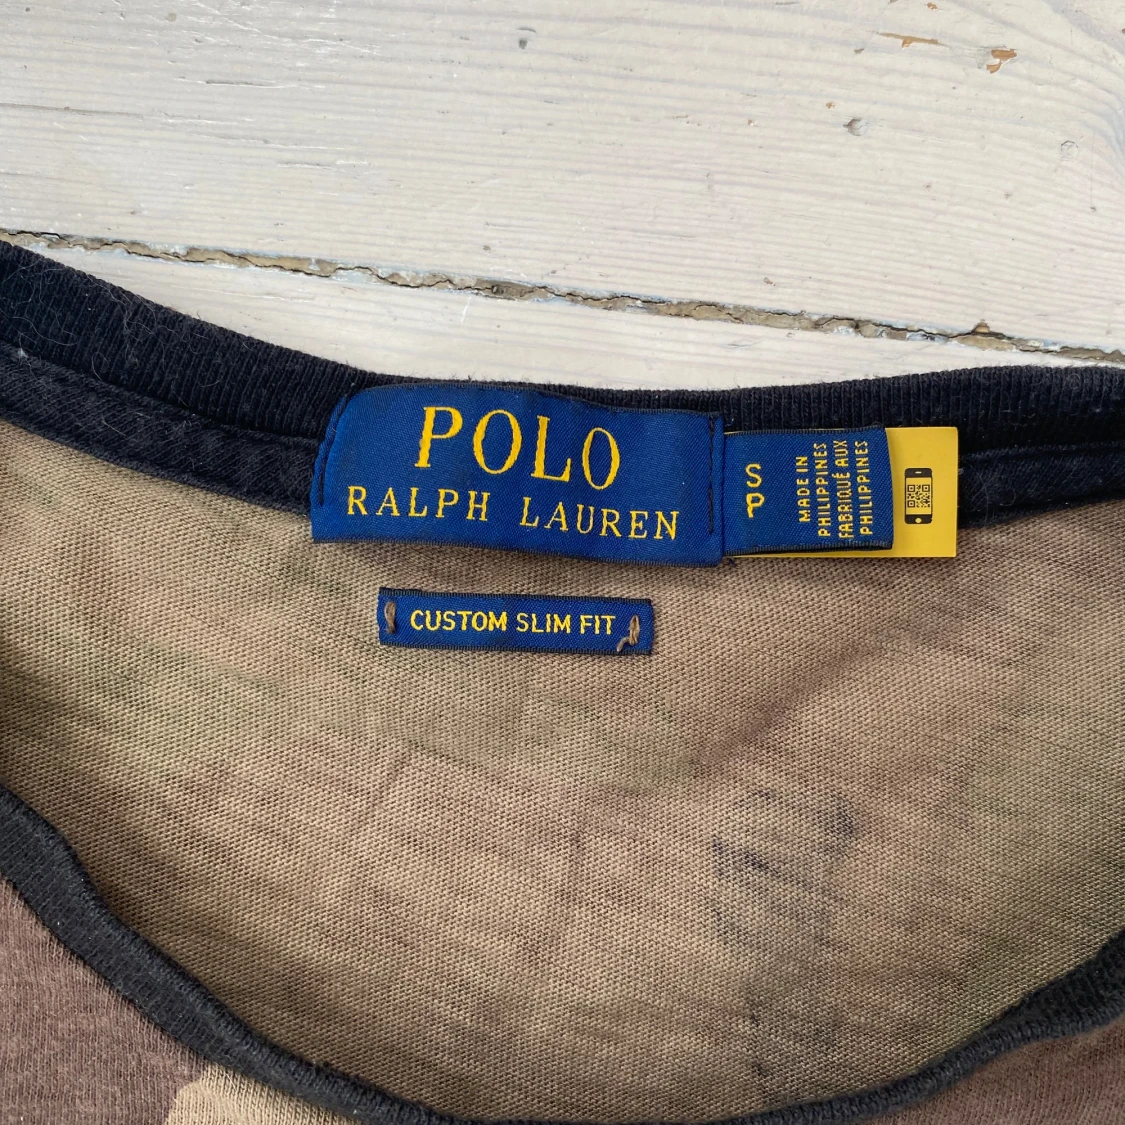 POLO
RALPH LAUREN
S
P
MADE IN
PHILIPPINES
FABRIQUÉ AUX
PHILIPPINES
CUSTOM SLIM FIT